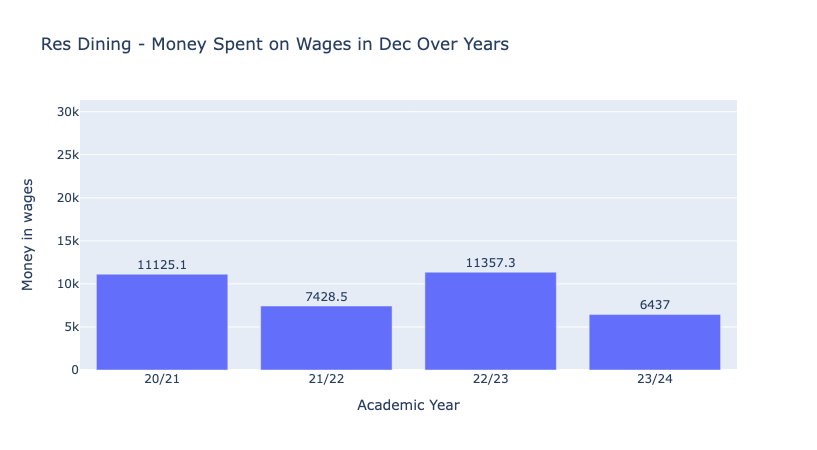 Res Dining - Money Spent on Wages in Dec Over Years
30k
25k
20k
15k
10k
5k
0
Money in wages
11125.1
7428.5
11357.3
6437
20/21
21/22
22/23
23/24
Academic Year